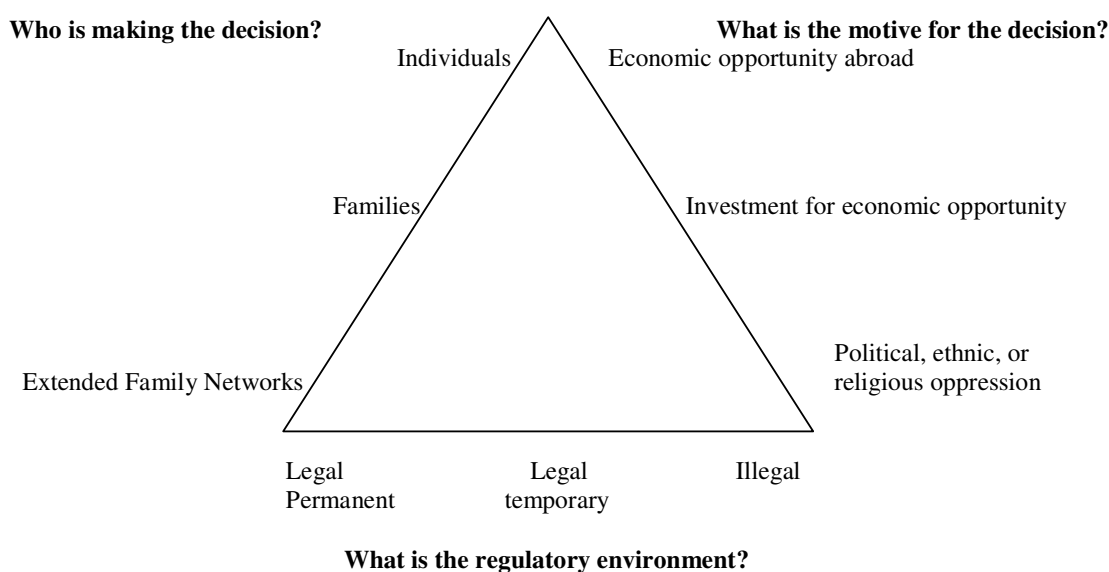 Who is making the decision?
What is the motive for the decision?
Individuals
Economic opportunity abroad
Families
Investment for economic opportunity
Extended Family Networks
Political, ethnic, or
religious oppression
Legal
Permanent
Legal
temporary
Illegal
What is the regulatory environment?